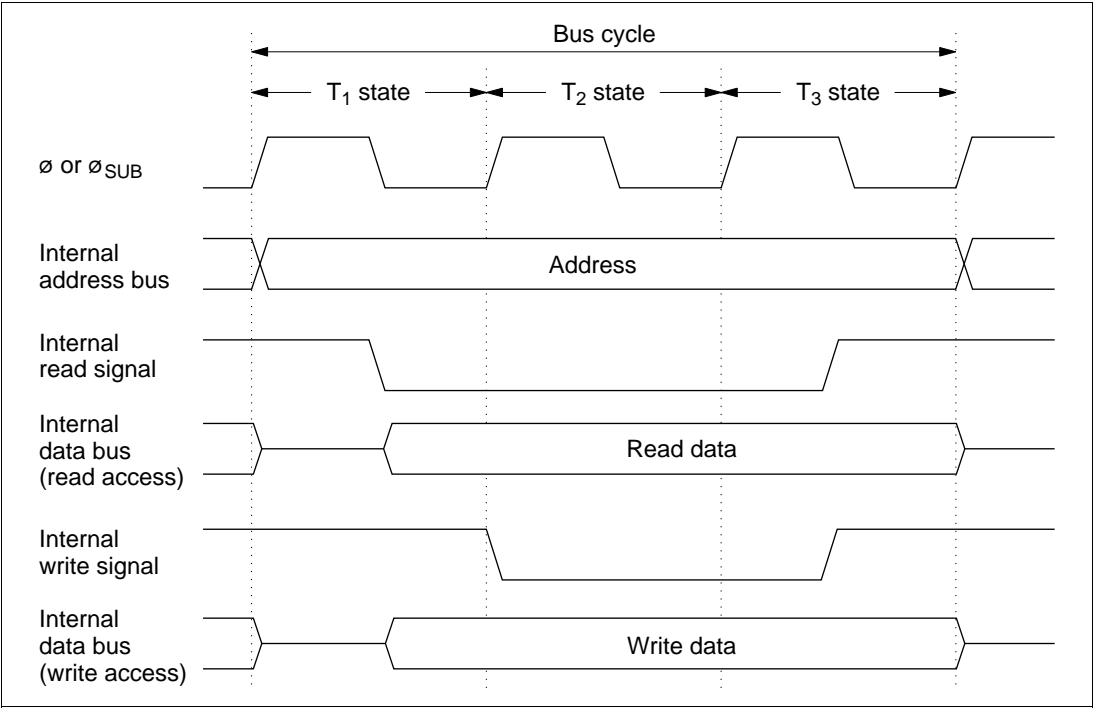 Bus cycle
T₁ state
T₂ state
T₃ state
ø or øSUB
Internal
address bus
Address
Internal
read signal
Internal
data bus
(read access)
Read data
Internal
write signal
Internal
data bus
(write access)
Write data